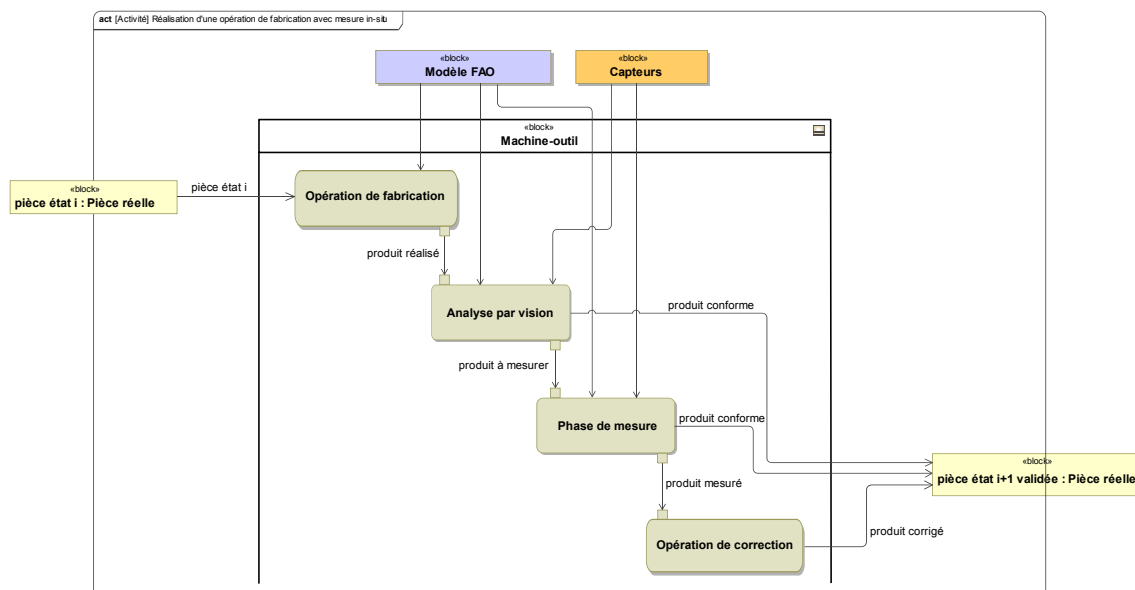 act [Activité] Réalisation d'une opération de fabrication avec mesure in-situ
«block»
Modèle FAO
«block»
Capteurs
«block»
Machine-outil
«block»
pièce état i : Pièce réelle
pièce état i
Opération de fabrication
produit réalisé
Analyse par vision
produit conforme
produit à mesurer
Phase de mesure
produit conforme
«block»
pièce état i+1 validée : Pièce réelle
produit mesuré
Opération de correction
produit corrigé